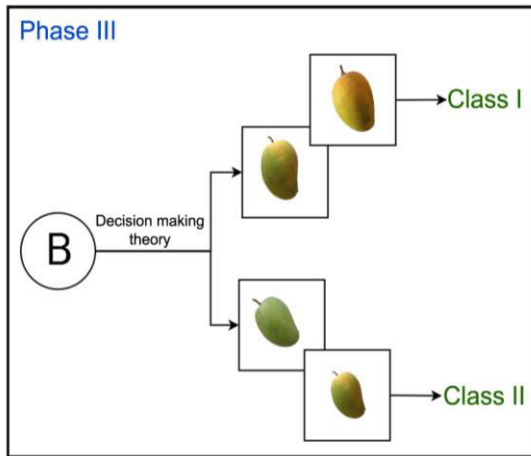 Phase III
Class I
Decision making
theory
B
Class II